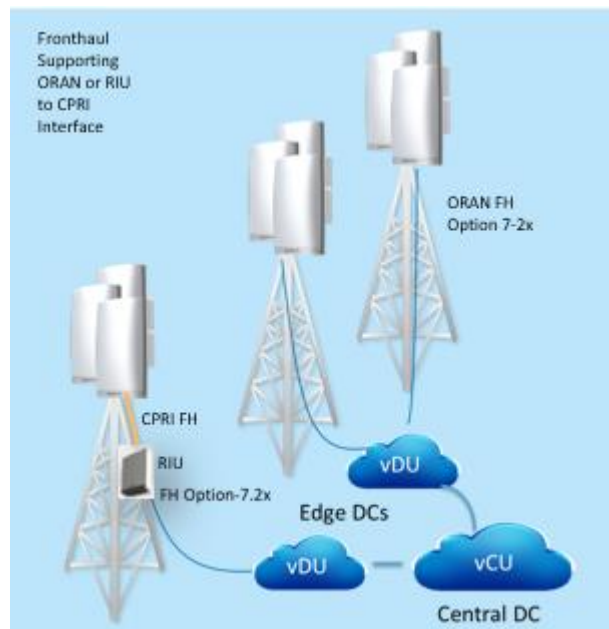 Fronthaul
Supporting
ORAN or RIU
to CPRI
Interface
ORAN FH
Option 7-2x
CPRI FH
RIU
FH Option-7.2x
vDU
Edge DCs
vDU
vCU
Central DC